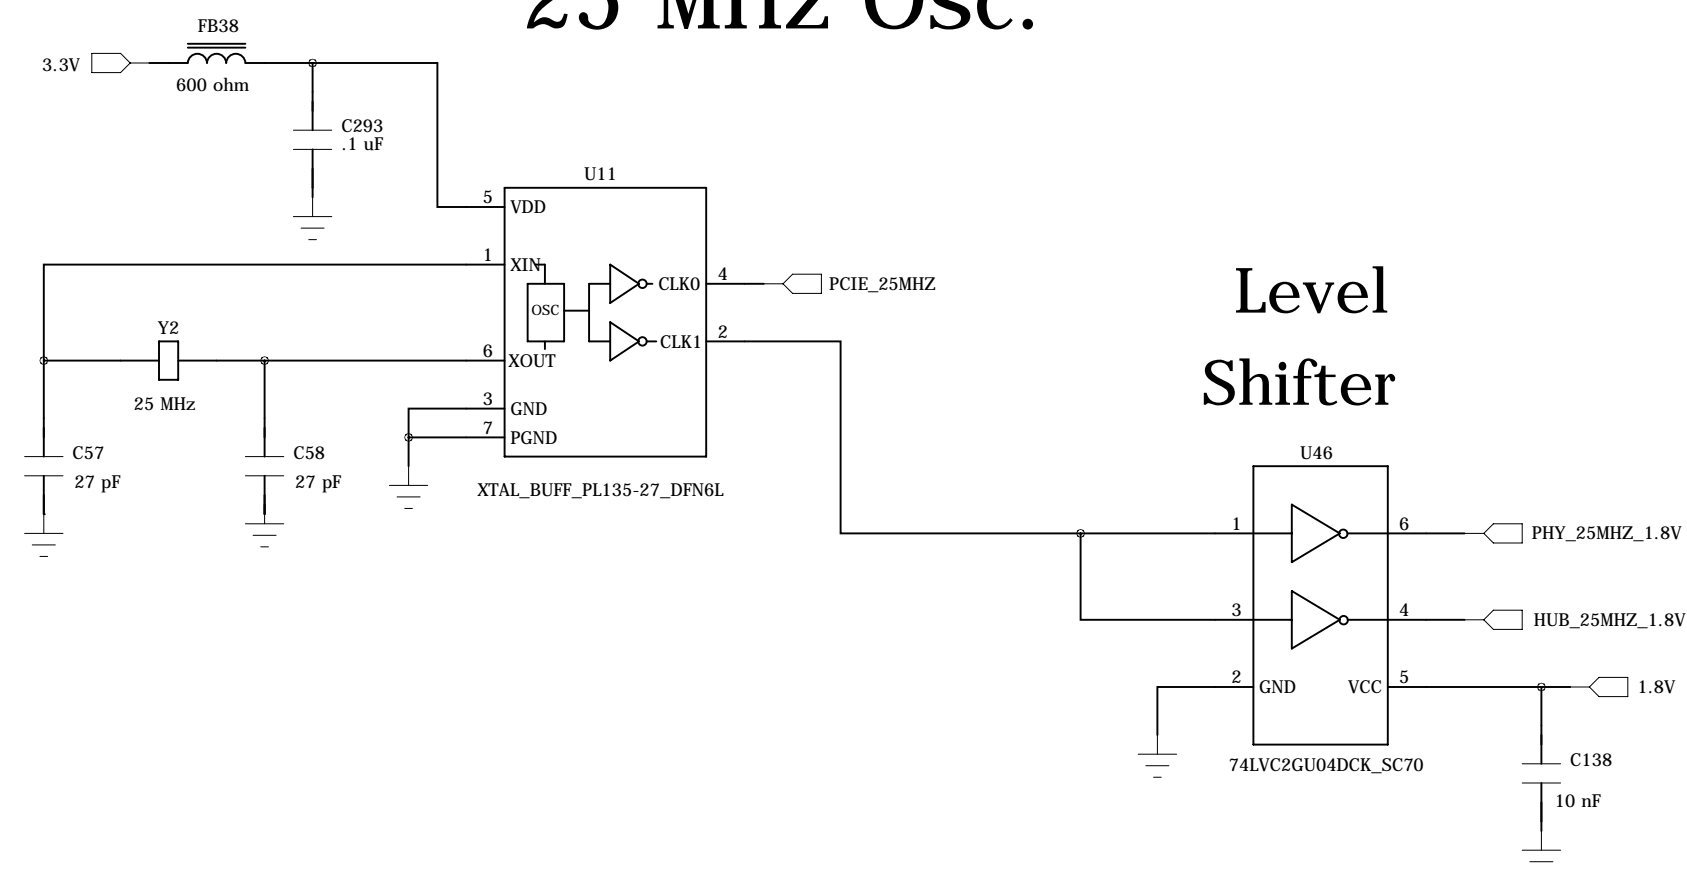 25 MHz Osc.
FB38
3.3V
600 ohm
C293
.1 uF
U11
5
VDD
1
XIN
OSC
CLK0
4
PCIE_25MHZ
CLK1
2
Y2
25 MHz
6
XOUT
3
GND
7
PGND
C57
27 pF
C58
27 pF
XTAL_BUFF_PL135-27_DFN6L
Level
Shifter
U46
1
6
PHY_25MHZ_1.8V
3
4
HUB_25MHZ_1.8V
2
GND
VCC
5
1.8V
74LVC2GU04DCK_SC70
C138
10 nF